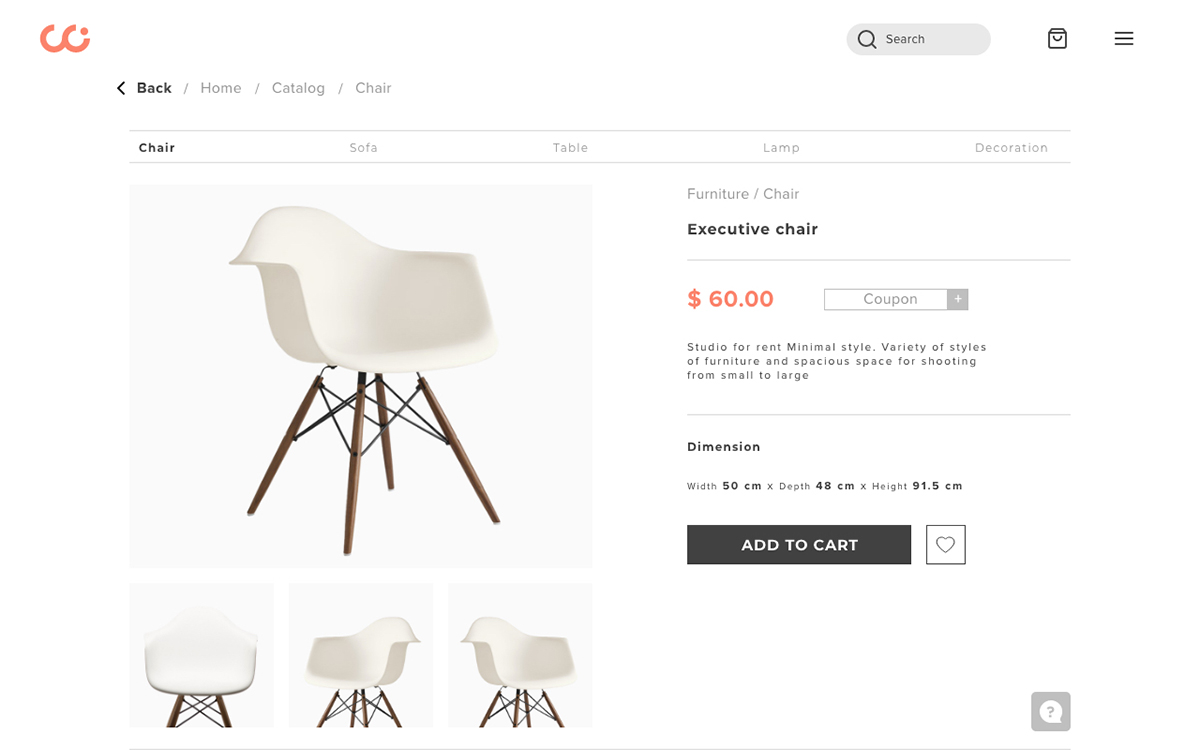 Search
Back / Home / Catalog / Chair
Chair Sofa Table Lamp Decoration
Furniture / Chair
Executive chair
$ 60.00
Coupon +
Studio for rent Minimal style. Variety of styles
of furniture and spacious space for shooting
from small to large
Dimension
Width 50 cm x Depth 48 cm x Height 91.5 cm
ADD TO CART
?